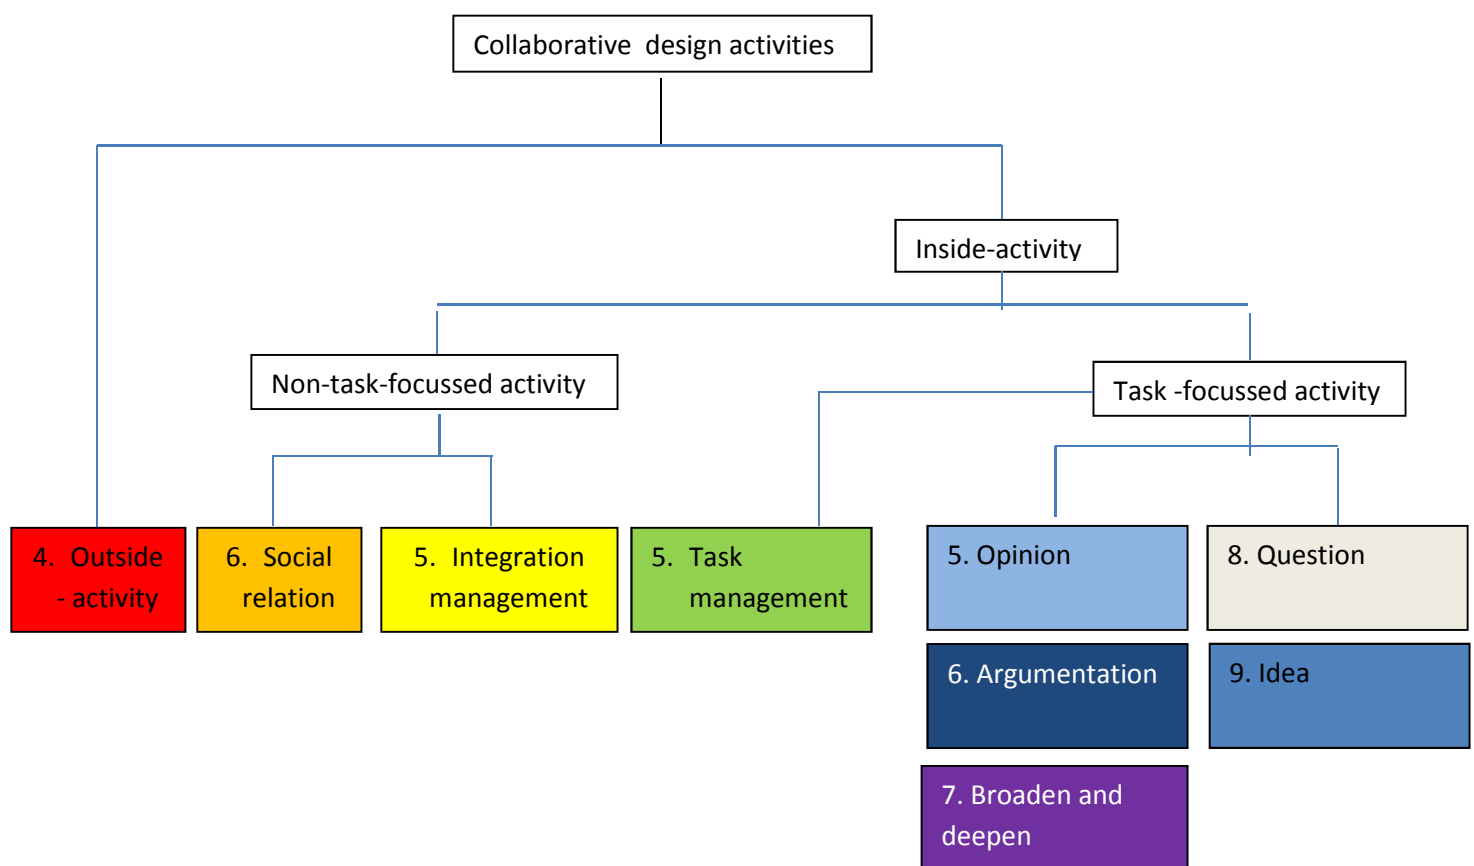 Collaborative  design activities
Inside-activity
Non-task-focussed activity
Task -focussed activity
4.  Outside
- activity
6.  Social
relation
5.  Integration
management
5.  Task
management
5. Opinion
8. Question
6. Argumentation
9. Idea
7. Broaden and
deepen